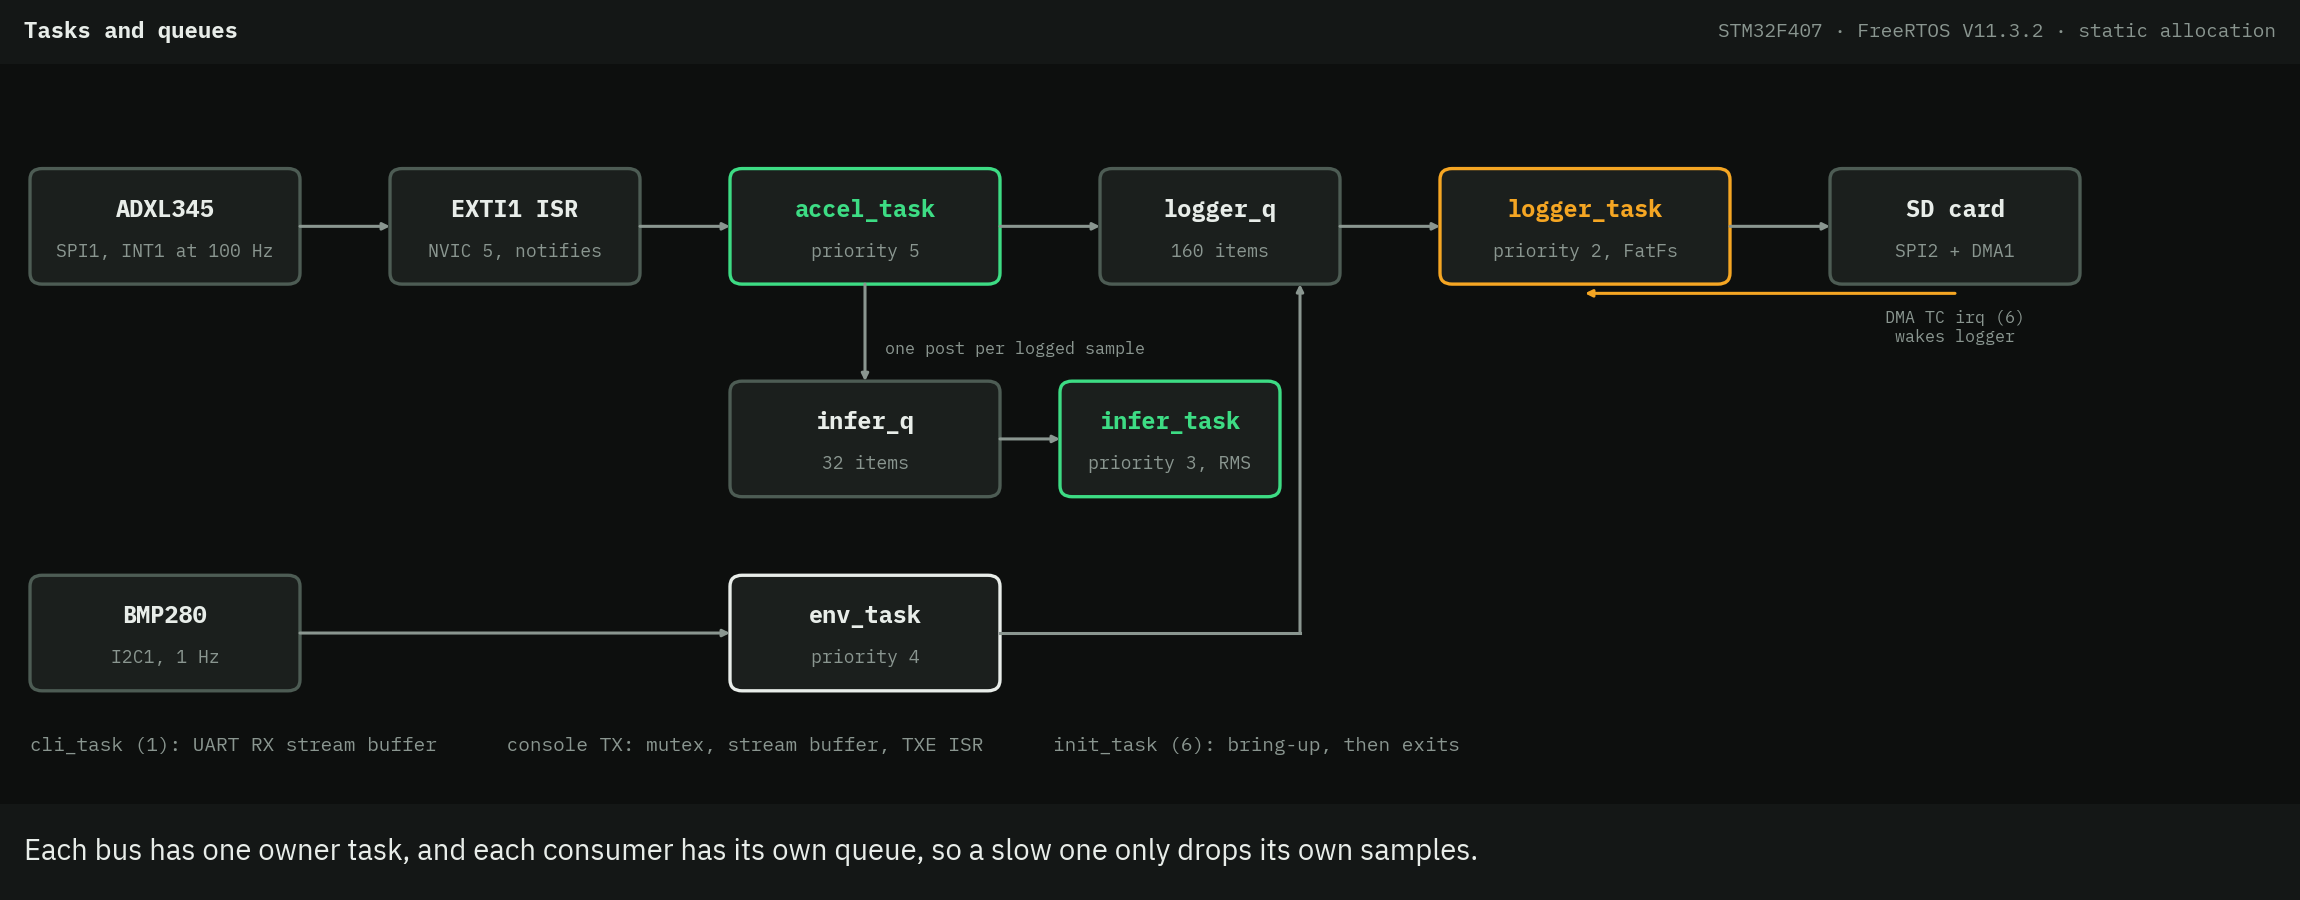 Tasks and queues
STM32F407 · FreeRTOS V11.3.2 · static allocation
ADXL345
SPI1, INT1 at 100 Hz
EXTI1 ISR
NVIC 5, notifies
accel_task
priority 5
logger_q
160 items
logger_task
priority 2, FatFs
SD card
SPI2 + DMA1
DMA TC irq (6)
wakes logger
one post per logged sample
infer_q
32 items
infer_task
priority 3, RMS
BMP280
I2C1, 1 Hz
env_task
priority 4
cli_task (1): UART RX stream buffer
console TX: mutex, stream buffer, TXE ISR
init_task (6): bring-up, then exits
Each bus has one owner task, and each consumer has its own queue, so a slow one only drops its own samples.